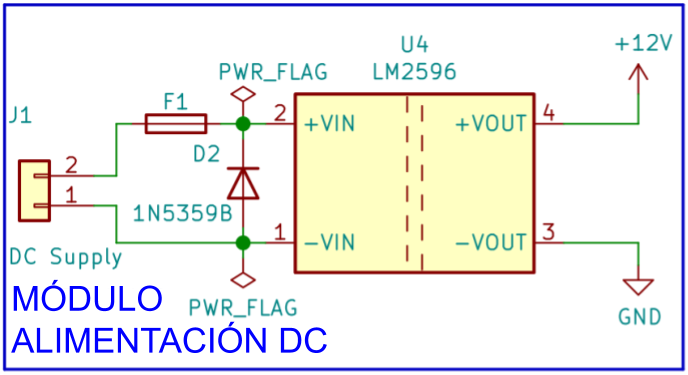 U4
LM2596
+12V
PWR_FLAG
J1
F1
2
+VIN
+VOUT
4
D2
2
1
1N5359B
1
-VIN
-VOUT
3
DC Supply
PWR_FLAG
GND
MÓDULO
ALIMENTACIÓN DC